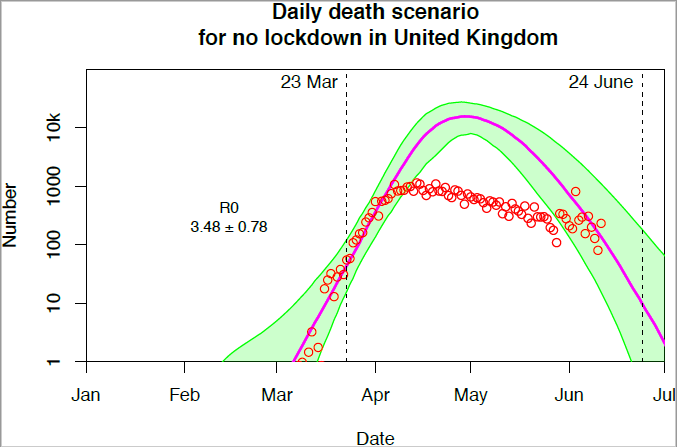 Daily death scenario
for no lockdown in United Kingdom
23 Mar
24 June
10k
1000
100
10
1
Number
R0
3.48 ± 0.78
Jan Feb Mar Apr May Jun Jul
Date